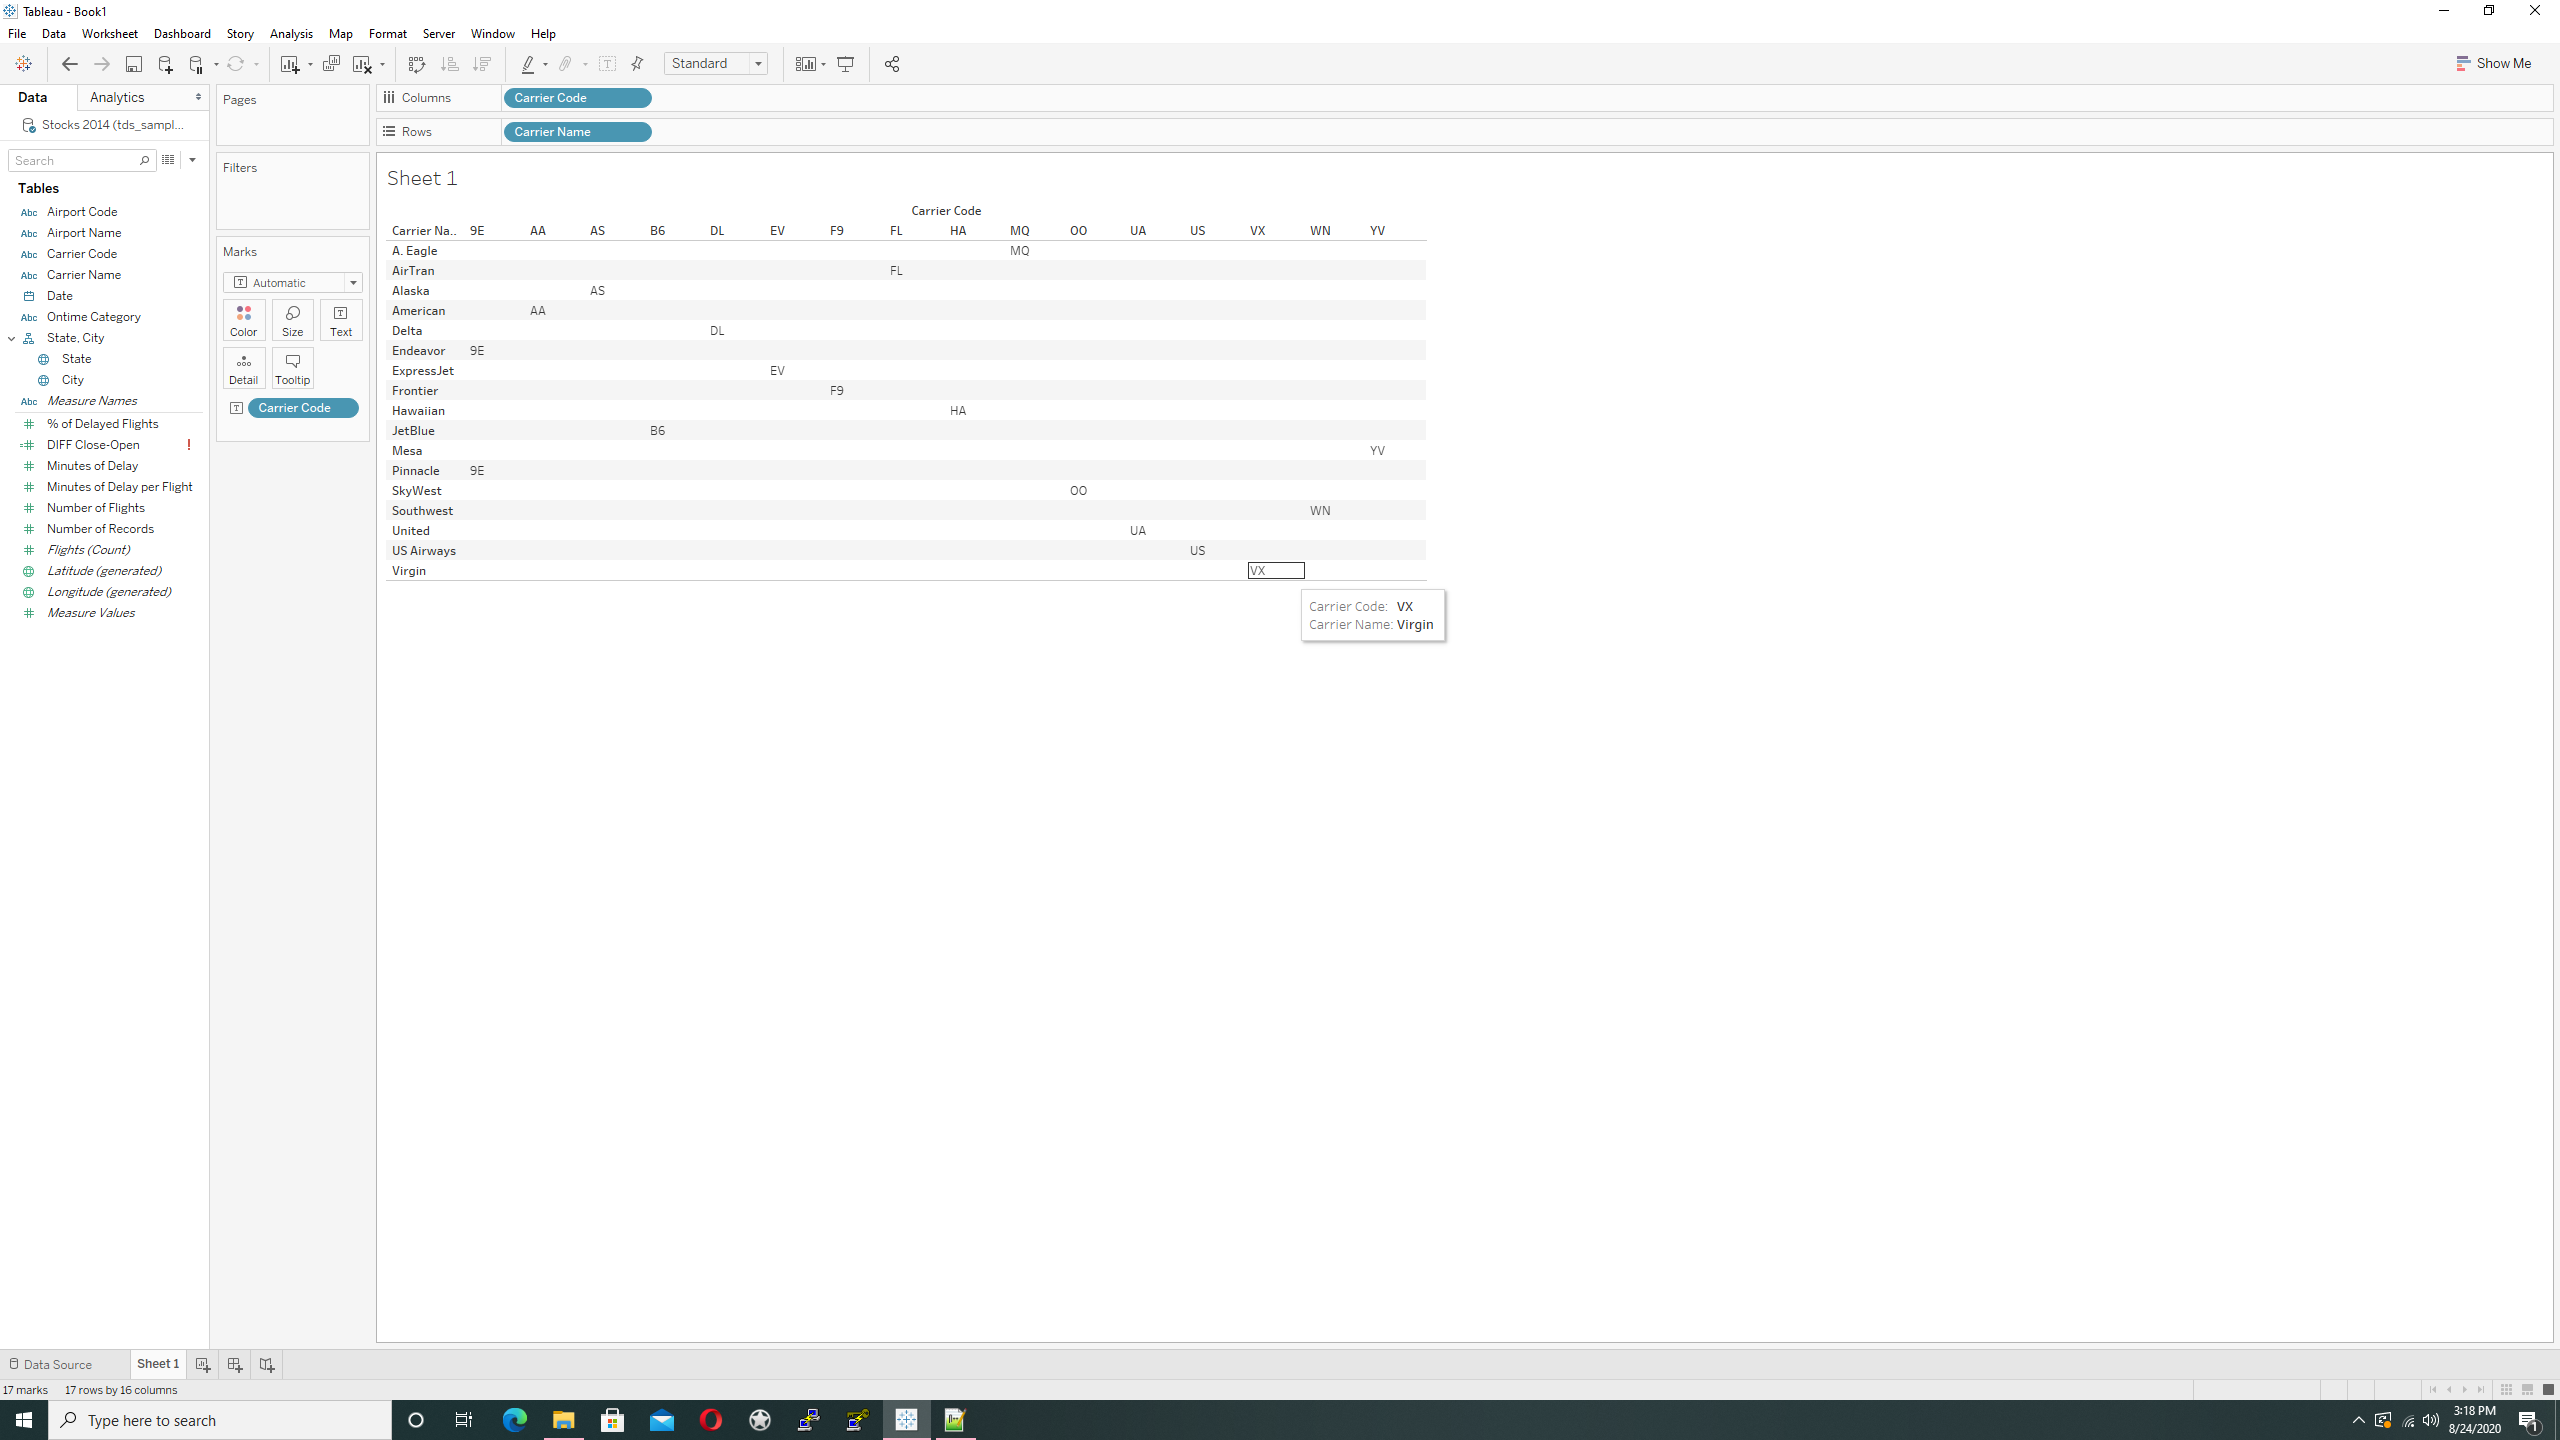 Tableau - Book1
File Data Worksheet Dashboard Story Analysis Map Format Server Window Help
Standard
Show Me
Data Analytics
Stocks 2014 (tds_sampl...
Search
Tables
Abc Airport Code
Abc Airport Name
Abc Carrier Code
Abc Carrier Name
Date
Abc Ontime Category
State, City
State
City
Abc Measure Names
# % of Delayed Flights
=# DIFF Close-Open !
# Minutes of Delay
# Minutes of Delay per Flight
# Number of Flights
# Number of Records
# Flights (Count)
Latitude (generated)
Longitude (generated)
# Measure Values
Pages
Filters
Marks
T Automatic
Color Size T Text
Detail Tooltip
T Carrier Code
Columns Carrier Code
Rows Carrier Name
Sheet 1
Carrier Code
Carrier Na.. 9E AA AS B6 DL EV F9 FL HA MQ OO UA US VX WN YV
A. Eagle MQ
AirTran FL
Alaska AS
American AA
Delta DL
Endeavor 9E
ExpressJet EV
Frontier F9
Hawaiian HA
JetBlue B6
Mesa YV
Pinnacle 9E
SkyWest OO
Southwest WN
United UA
US Airways US
Virgin VX
Carrier Code: VX
Carrier Name: Virgin
Data Source Sheet 1
17 marks 17 rows by 16 columns
Type here to search
3:18 PM
8/24/2020
1